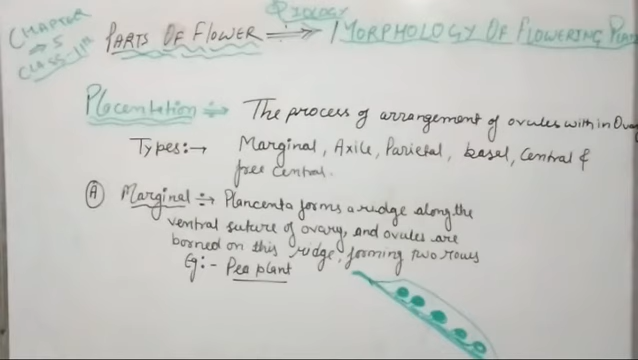 BIOLOGY
CHAPTER
→ 5
CLASS-11th
PARTS OF FLOWER ⇒ MORPHOLOGY OF FLOWERING PLAN
Placentation :→ The process of arrangement of ovules within Ovary
Types:→ Marginal, Axile, Parietal, basal, Central &
free central.
(A) Marginal :→ Plancenta forms a ridge along the
ventral suture of ovary, and ovules are
borned on this ridge, forming two rows
Eg:- Pea plant